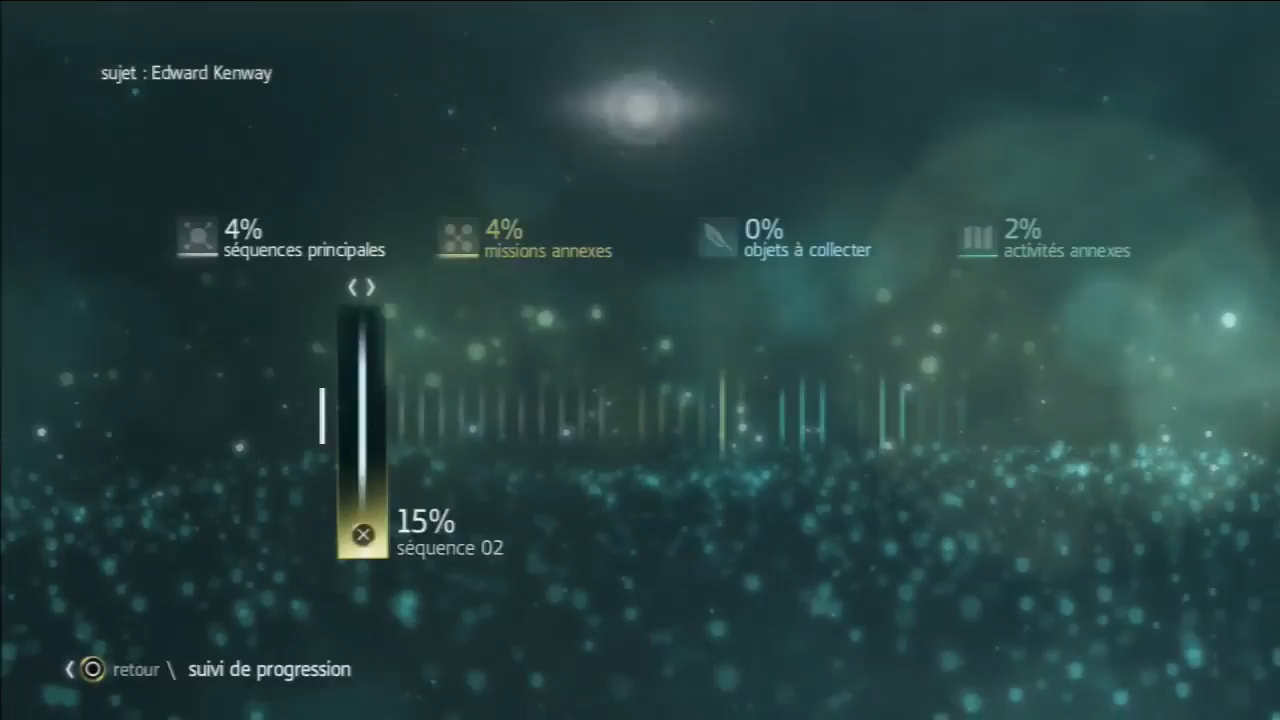 sujet : Edward Kenway
4%
séquences principales
4%
missions annexes
0%
objets à collecter
2%
activités annexes
15%
séquence 02
retour \ suivi de progression